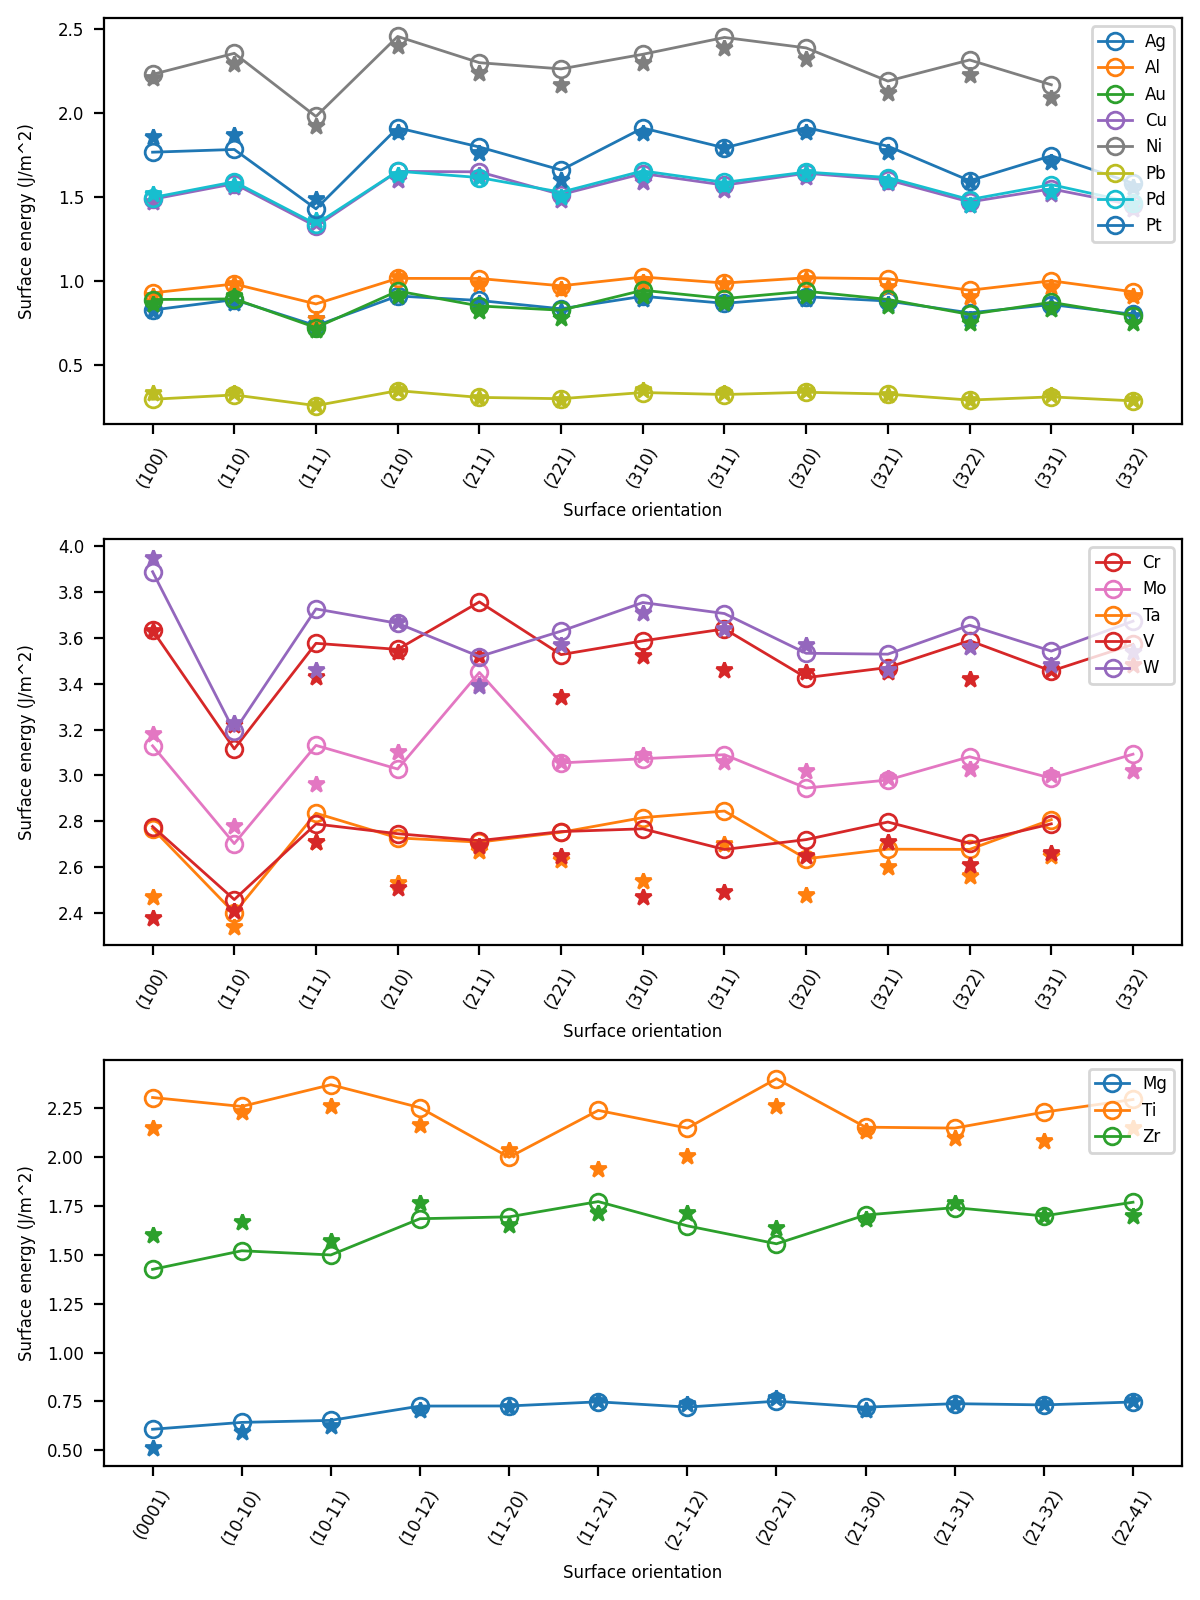 2.5
2.0
1.5
1.0
0.5
Surface energy (J/m^2)
Ag
Al
Au
Cu
Ni
Pb
Pd
Pt
(100)
(110)
(111)
(210)
(211)
(221)
(310)
(311)
(320)
(321)
(322)
(331)
(332)
Surface orientation
4.0
3.8
3.6
3.4
3.2
3.0
2.8
2.6
2.4
Surface energy (J/m^2)
Cr
Mo
Ta
V
W
(100)
(110)
(111)
(210)
(211)
(221)
(310)
(311)
(320)
(321)
(322)
(331)
(332)
Surface orientation
2.25
2.00
1.75
1.50
1.25
1.00
0.75
0.50
Surface energy (J/m^2)
Mg
Ti
Zr
(0001)
(10-10)
(10-11)
(10-12)
(11-20)
(11-21)
(2-1-12)
(20-21)
(21-30)
(21-31)
(21-32)
(22-41)
Surface orientation